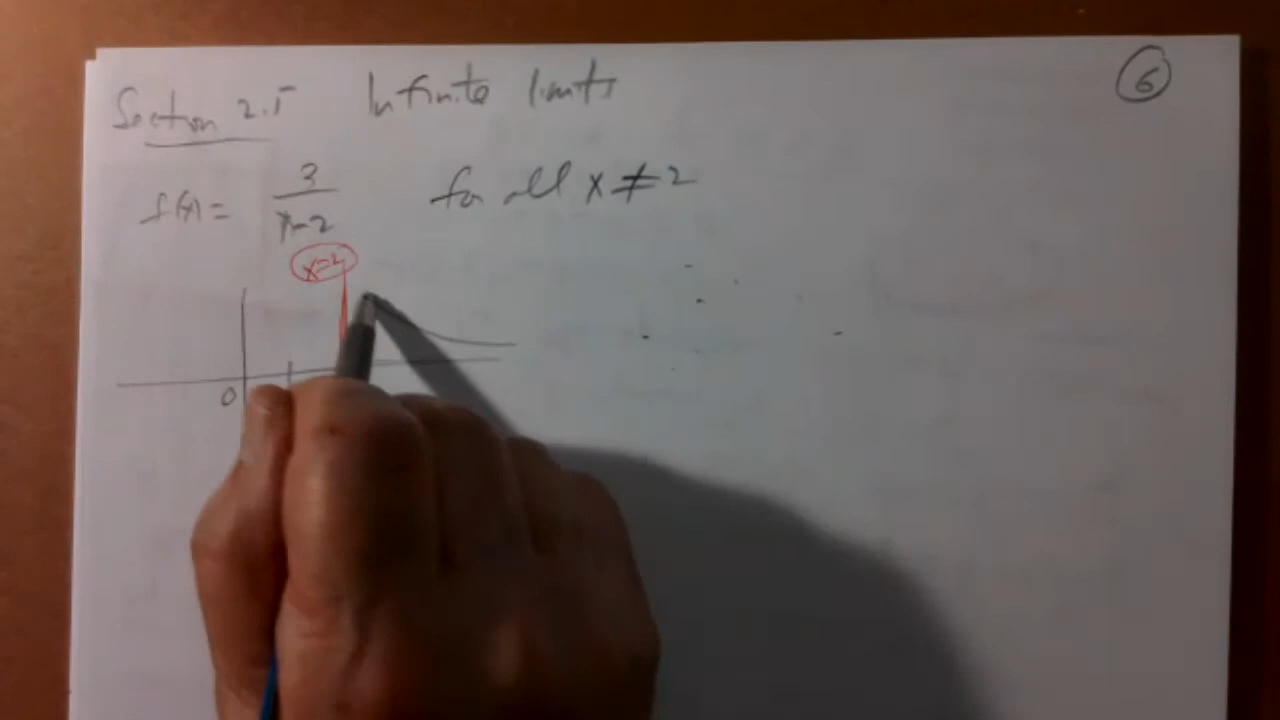 Section 2.5 Infinite limits
6
f(x) = 3/(x-2) for all x ≠ 2
x=2
0